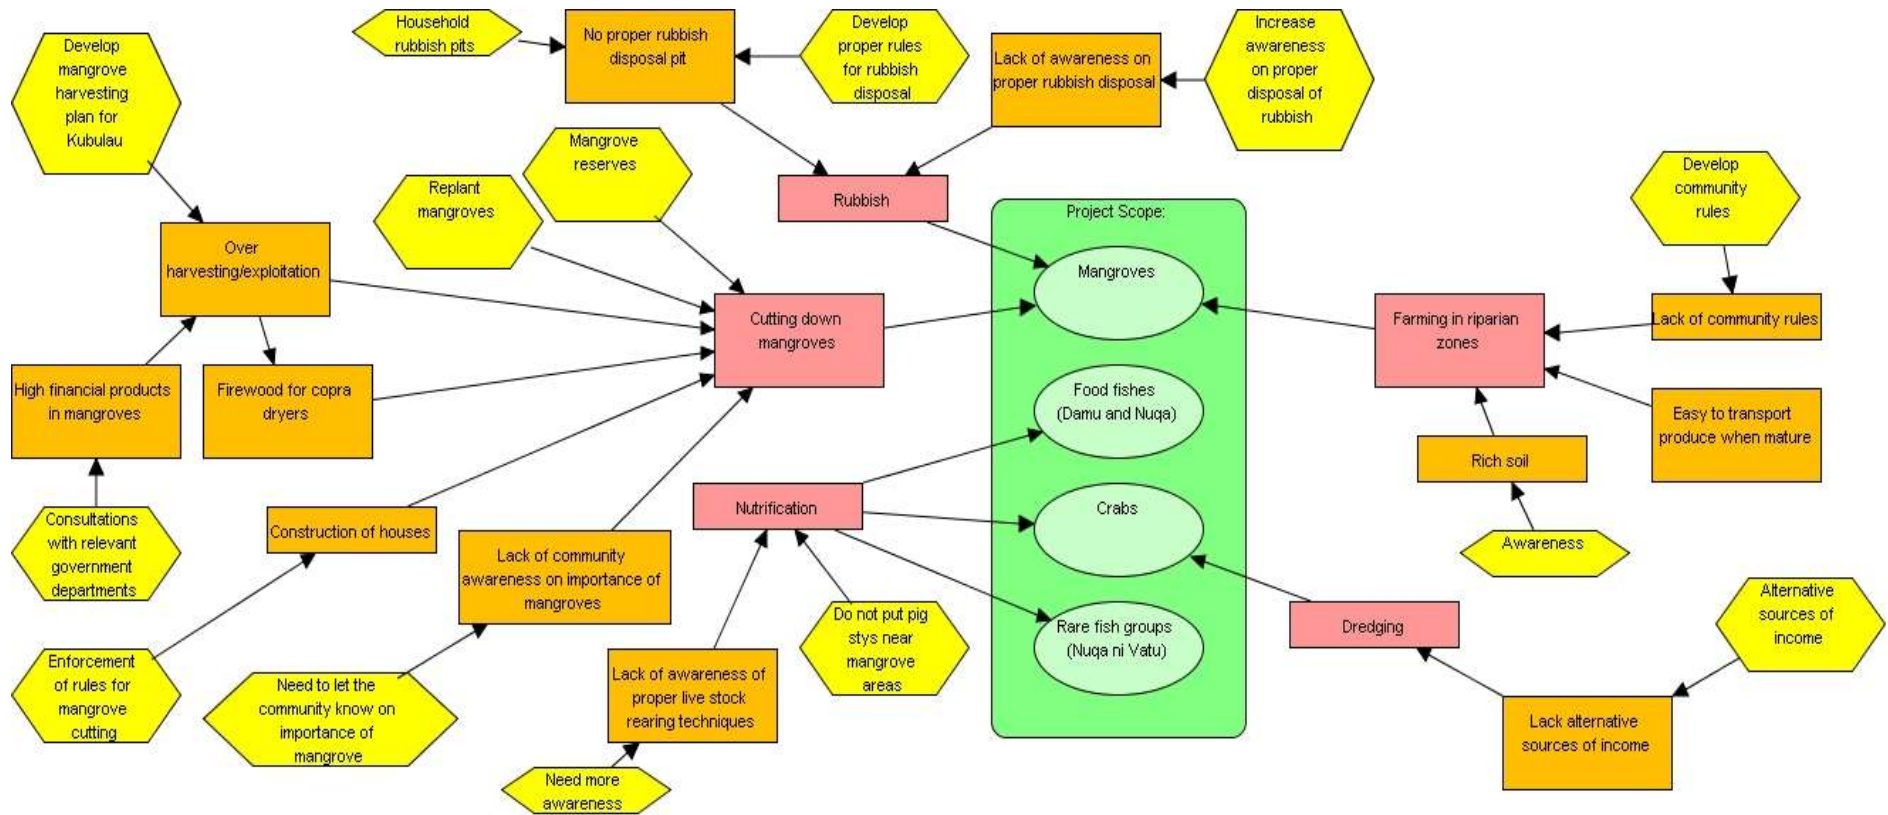 Develop
mangrove
harvesting
plan for
Kubulau
Household
rubbish pits
No proper rubbish
disposal pit
Develop
proper rules
for rubbish
disposal
Lack of awareness on
proper rubbish disposal
Increase
awareness
on proper
disposal of
rubbish
Mangrove
reserves
Replant
mangroves
Rubbish
Develop
community
rules
Project Scope:
Over
harvesting/exploitation
Mangroves
Cutting down
mangroves
Farming in riparian
zones
Lack of community rules
High financial products
in mangroves
Firewood for copra
dryers
Food fishes
(Damu and Nuqa)
Easy to transport
produce when mature
Rich soil
Consultations
with relevant
government
departments
Construction of houses
Nutrification
Crabs
Lack of community
awareness on importance of
mangroves
Awareness
Alternative
sources of
income
Do not put pig
stys near
mangrove
areas
Rare fish groups
(Nuqa ni Vatu)
Dredging
Enforcement
of rules for
mangrove
cutting
Need to let the
community know on
importance of
mangrove
Lack of awareness of
proper live stock
rearing techniques
Lack alternative
sources of income
Need more
awareness